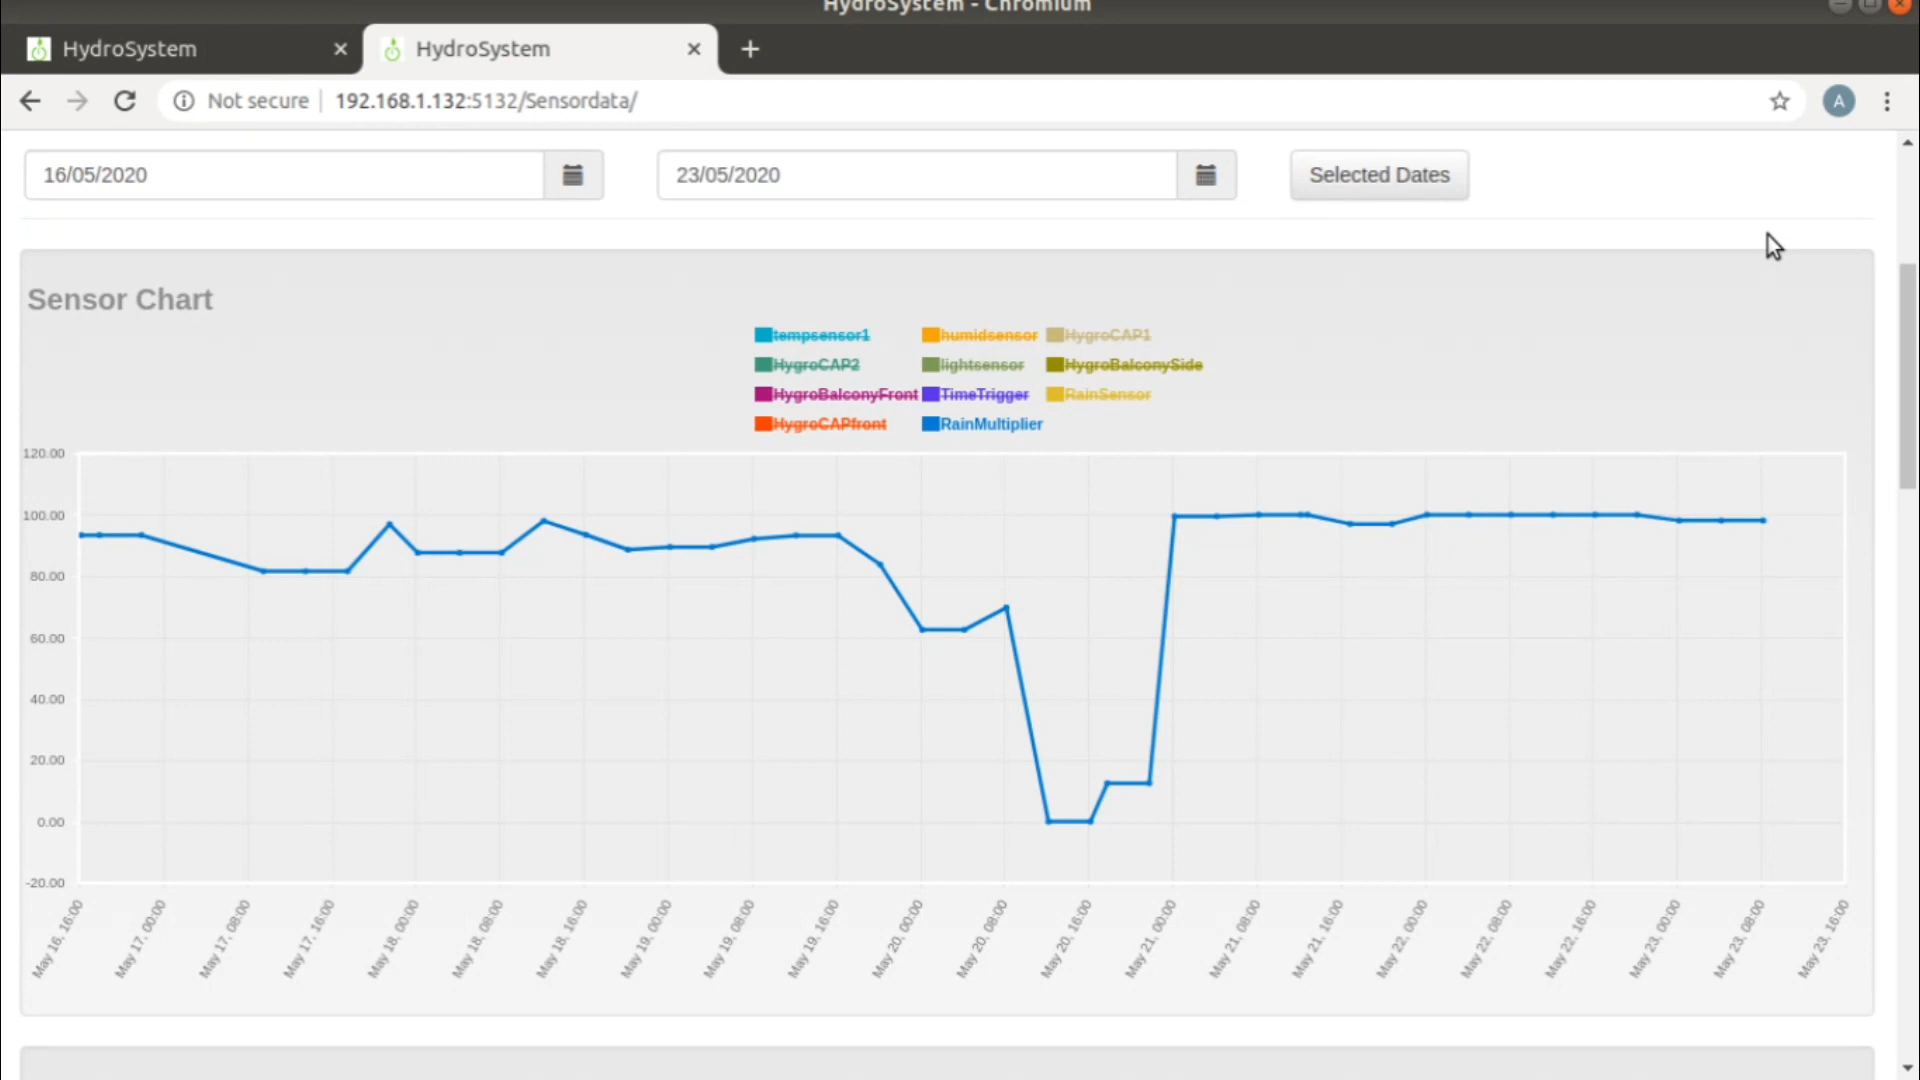 HydroSystem - Chromium
HydroSystem
HydroSystem
Not secure
192.168.1.132:5132/Sensordata/
A
16/05/2020
23/05/2020
Selected Dates
Sensor Chart
tempsensor1 humidsensor HygroCAP1
HygroCAP2 lightsensor HygroBalconySide
HygroBalconyFront TimeTrigger RainSensor
HygroCAPfront RainMultiplier
120.00
100.00
80.00
60.00
40.00
20.00
0.00
-20.00
May 16, 16:00
May 17, 00:00
May 17, 08:00
May 17, 16:00
May 18, 00:00
May 18, 08:00
May 18, 16:00
May 19, 00:00
May 19, 08:00
May 19, 16:00
May 20, 00:00
May 20, 08:00
May 20, 16:00
May 21, 00:00
May 21, 08:00
May 21, 16:00
May 22, 00:00
May 22, 08:00
May 22, 16:00
May 23, 00:00
May 23, 08:00
May 23, 16:00